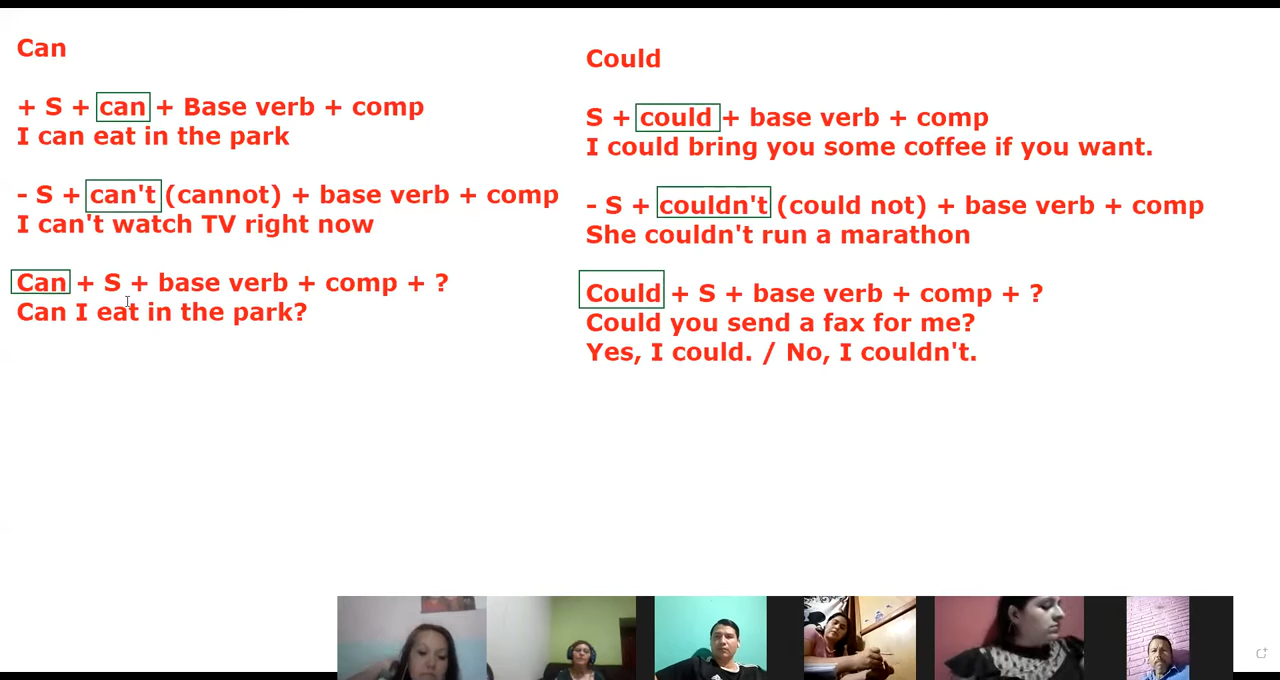 Can
+ S + can + Base verb + comp
I can eat in the park
- S + can't (cannot) + base verb + comp
I can't watch TV right now
Can + S + base verb + comp + ?
Can I eat in the park?
Could
S + could + base verb + comp
I could bring you some coffee if you want.
- S + couldn't (could not) + base verb + comp
She couldn't run a marathon
Could + S + base verb + comp + ?
Could you send a fax for me?
Yes, I could. / No, I couldn't.